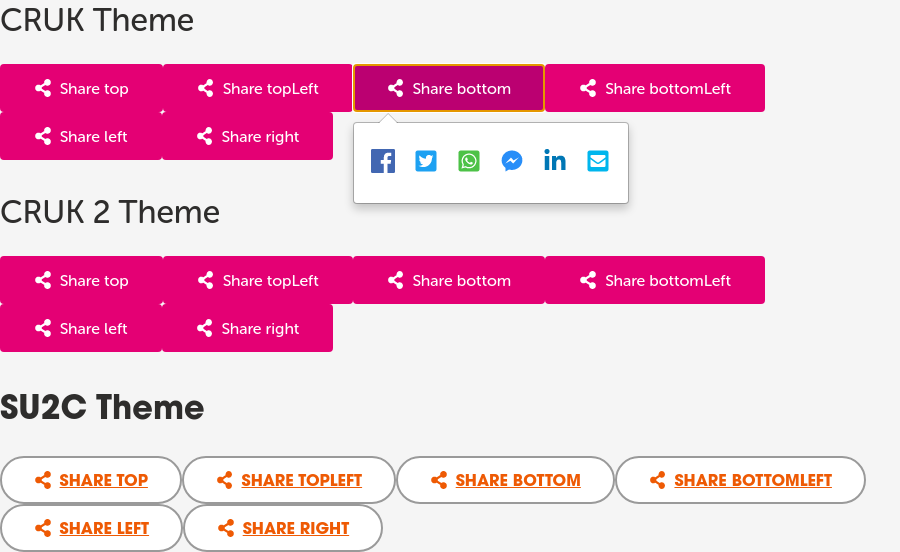 CRUK Theme
Share top Share topLeft Share bottom Share bottomLeft
Share left Share right
CRUK 2 Theme
Share top Share topLeft Share bottom Share bottomLeft
Share left Share right
SU2C Theme
SHARE TOP SHARE TOPLEFT SHARE BOTTOM SHARE BOTTOMLEFT
SHARE LEFT SHARE RIGHT